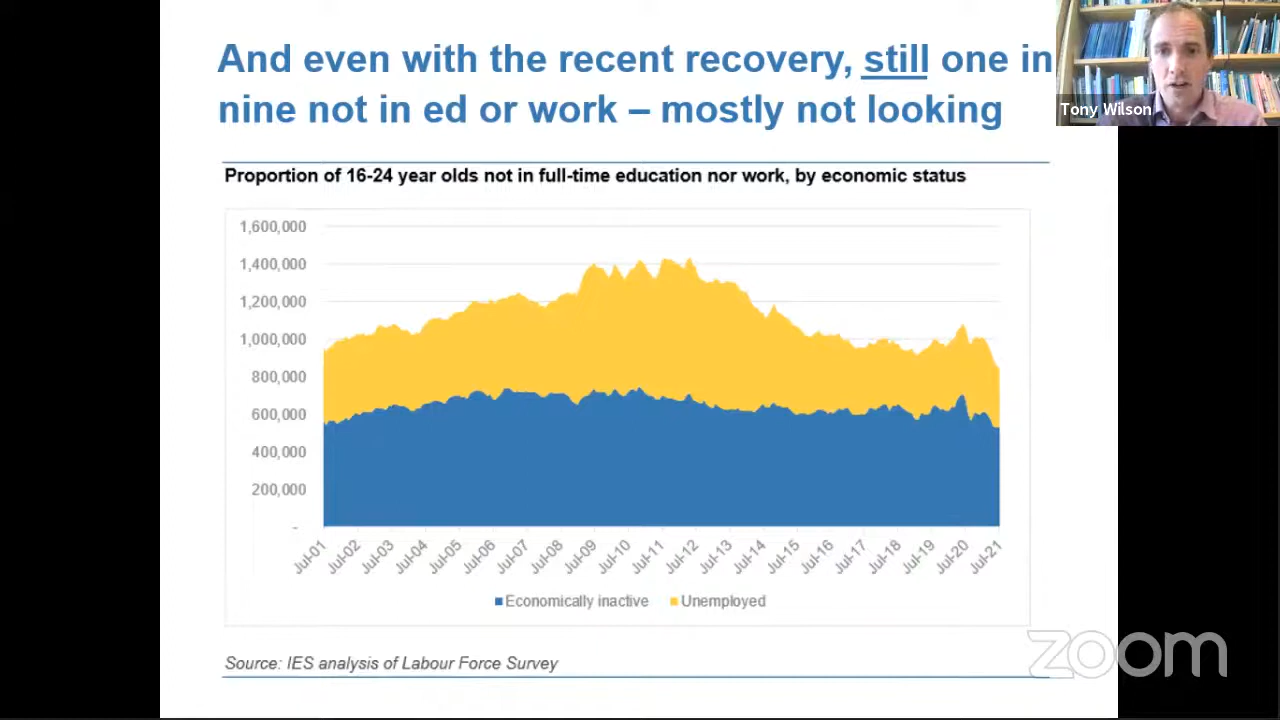 And even with the recent recovery, still one in
nine not in ed or work – mostly not looking
Tony Wilson
Proportion of 16-24 year olds not in full-time education nor work, by economic status
1,600,000
1,400,000
1,200,000
1,000,000
800,000
600,000
400,000
200,000
-
Jul-01
Jul-02
Jul-03
Jul-04
Jul-05
Jul-06
Jul-07
Jul-08
Jul-09
Jul-10
Jul-11
Jul-12
Jul-13
Jul-14
Jul-15
Jul-16
Jul-17
Jul-18
Jul-19
Jul-20
Jul-21
Economically inactive
Unemployed
Source: IES analysis of Labour Force Survey
zoom